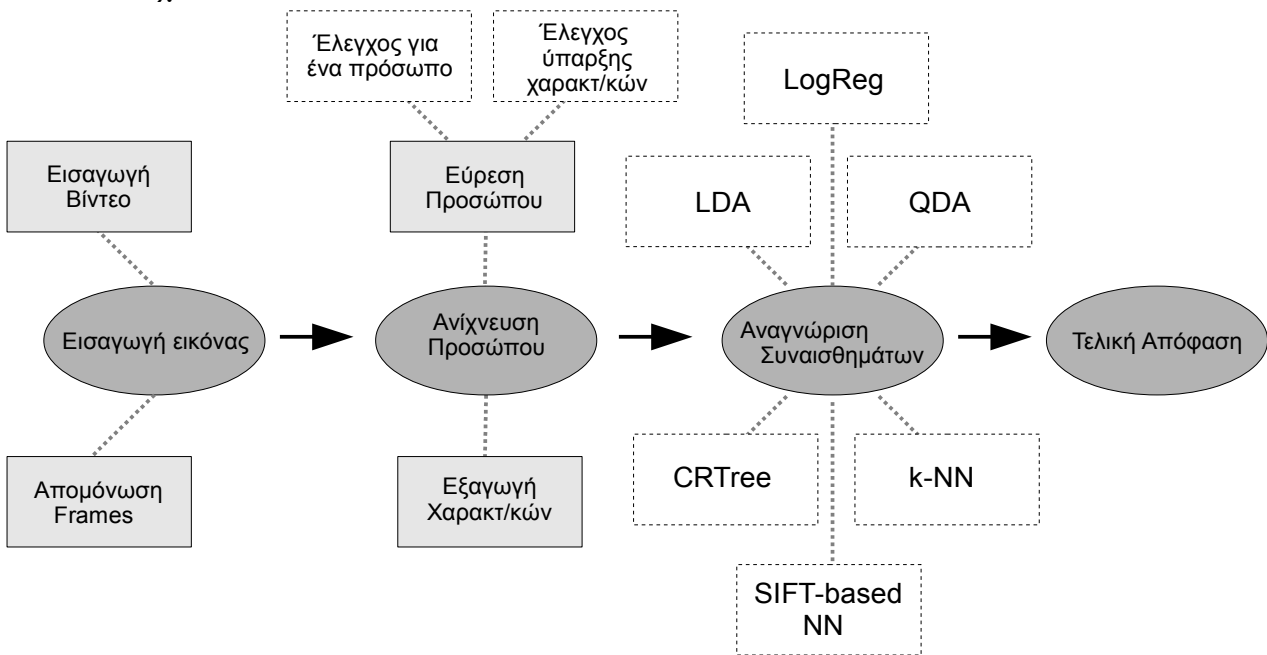 Έλεγχος για
ένα πρόσωπο
Έλεγχος
ύπαρξης
χαρακτ/κών
LogReg
Εισαγωγή
Βίντεο
Εύρεση
Προσώπου
LDA
QDA
Εισαγωγή εικόνας
Ανίχνευση
Προσώπου
Αναγνώριση
Συναισθημάτων
Τελική Απόφαση
Απομόνωση
Frames
Εξαγωγή
Χαρακτ/κών
CRTree
k-NN
SIFT-based
NN